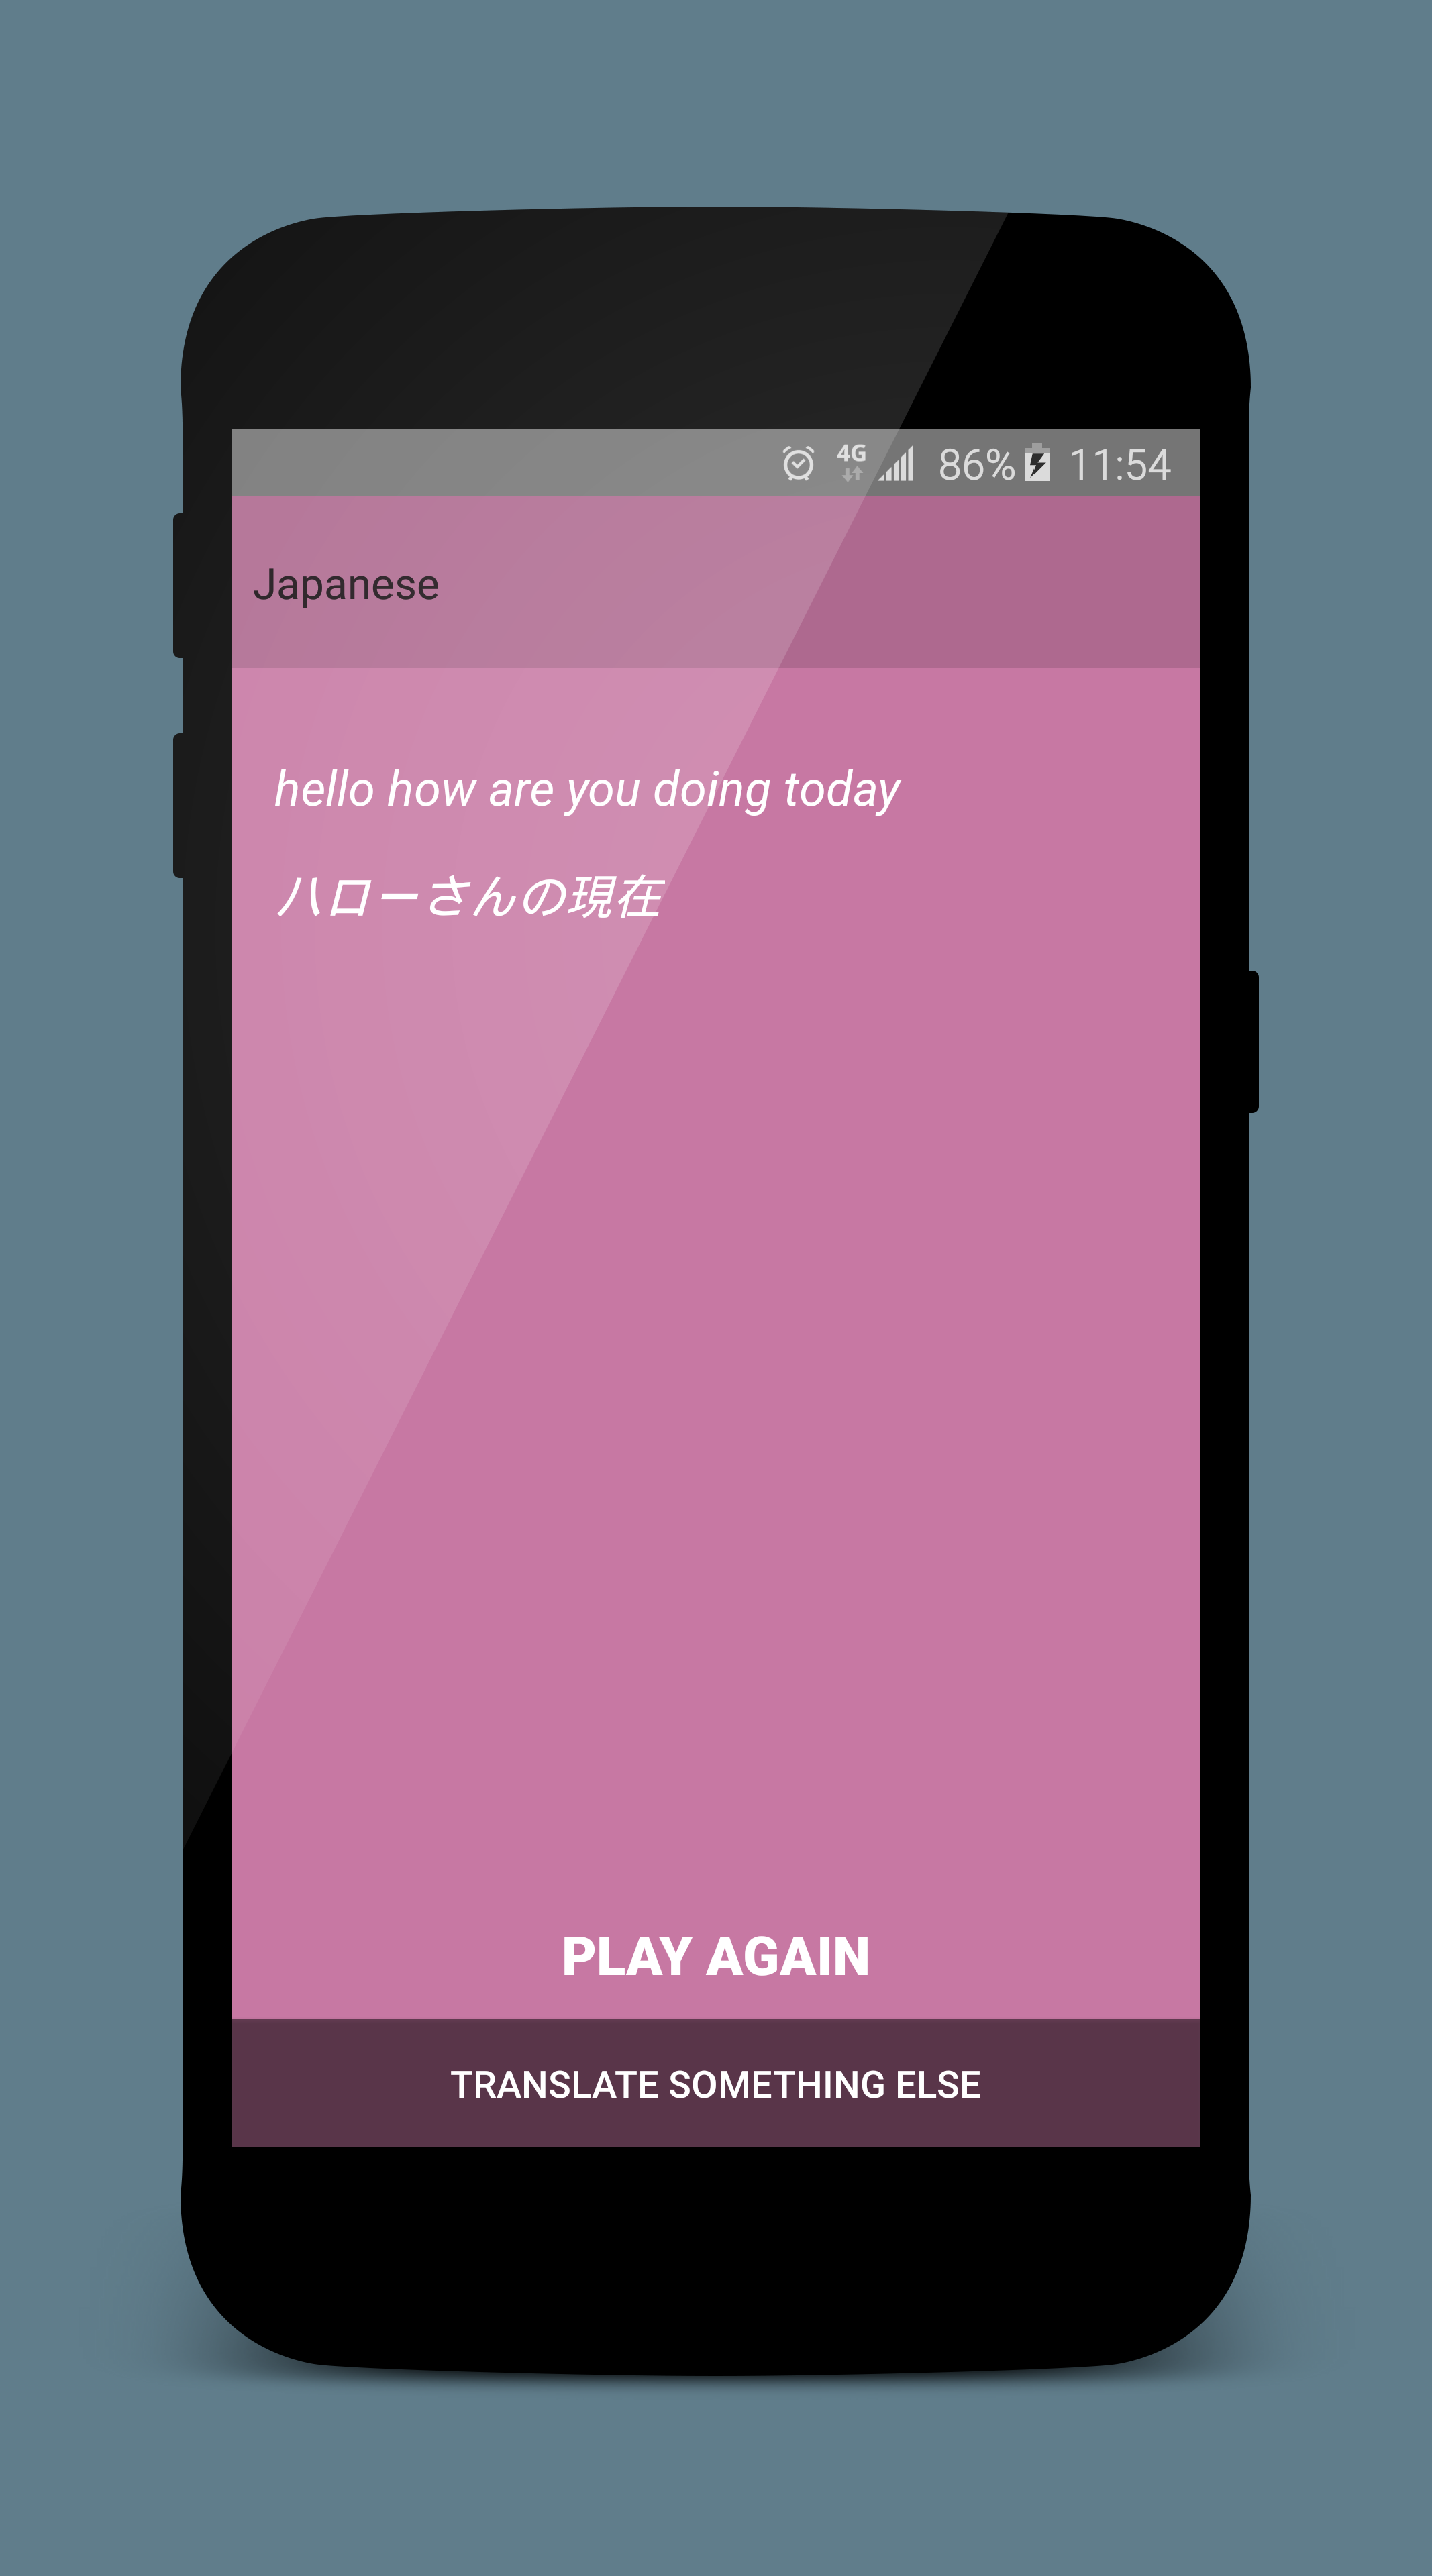 4G 86% 11:54
Japanese
hello how are you doing today
ハローさんの現在
PLAY AGAIN
TRANSLATE SOMETHING ELSE